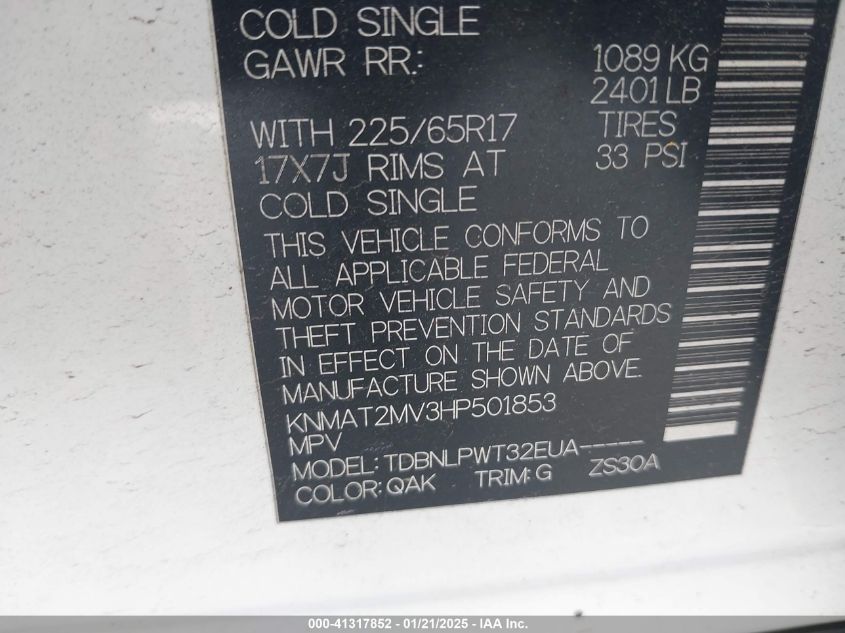 COLD SINGLE
GAWR RR.: 1089 KG
2401 LB
WITH 225/65R17 TIRES
17X7J RIMS AT 33 PSI
COLD SINGLE
THIS VEHICLE CONFORMS TO
ALL APPLICABLE FEDERAL
MOTOR VEHICLE SAFETY AND
THEFT PREVENTION STANDARDS
IN EFFECT ON THE DATE OF
MANUFACTURE SHOWN ABOVE.
KNMAT2MV3HP501853
MPV
MODEL: TDBNLPWT32EUA-----
COLOR: QAK TRIM: G ZS30A
000-41317852 — 01/21/2025 — IAA Inc.